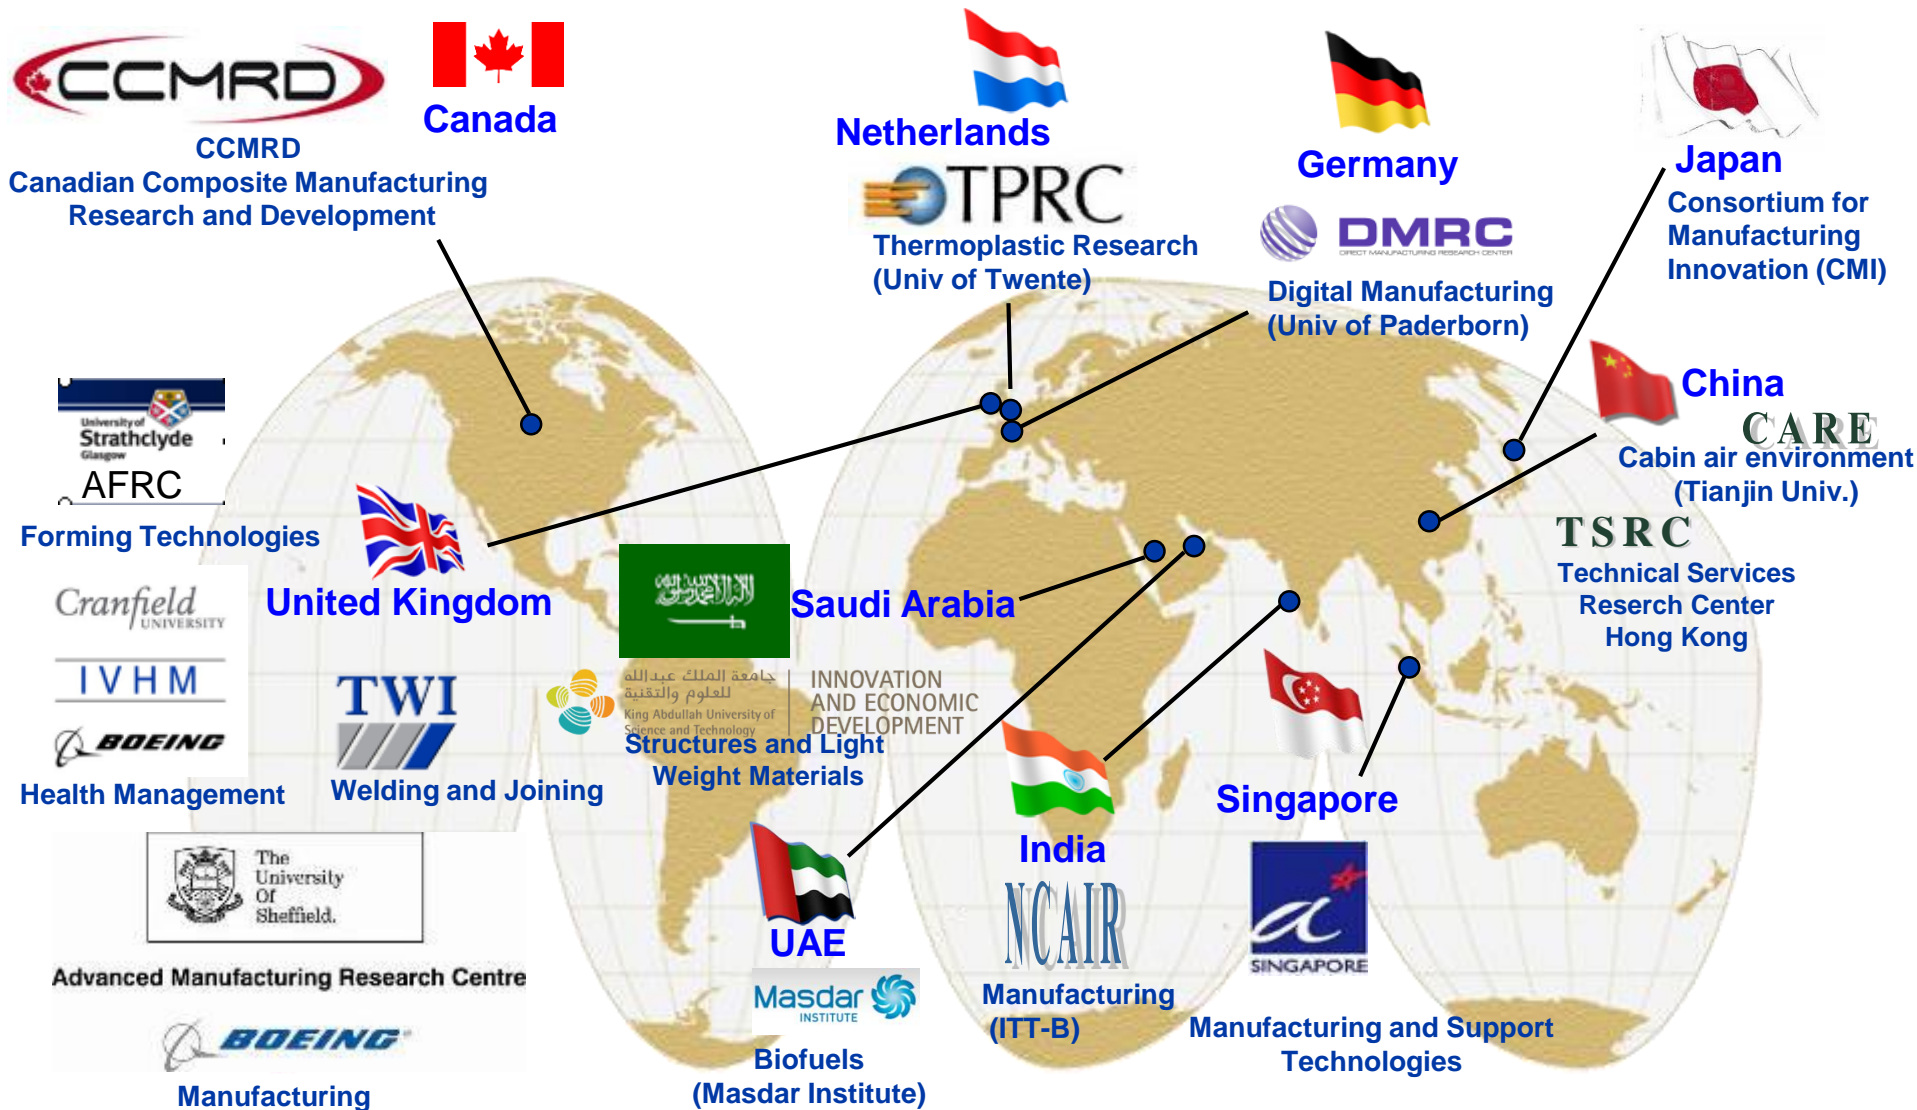 CCMRD
Canada
CCMRD
Canadian Composite Manufacturing
Research and Development
Netherlands
TPRC
Thermoplastic Research
(Univ of Twente)
Germany
DMRC
DIRECT MANUFACTURING RESEARCH CENTER
Digital Manufacturing
(Univ of Paderborn)
Japan
Consortium for
Manufacturing
Innovation (CMI)
China
CARE
Cabin air environment
(Tianjin Univ.)
TSRC
Technical Services
Reserch Center
Hong Kong
University of
Strathclyde
Glasgow
AFRC
Forming Technologies
United Kingdom
Cranfield
UNIVERSITY
IVHM
BOEING
Health Management
TWI
Welding and Joining
Saudi Arabia
جامعة الملك عبدالله
للعلوم والتقنية
King Abdullah University of
Science and Technology
INNOVATION
AND ECONOMIC
DEVELOPMENT
Structures and Light
Weight Materials
The
University
Of
Sheffield.
Advanced Manufacturing Research Centre
BOEING
Manufacturing
UAE
Masdar
INSTITUTE
Biofuels
(Masdar Institute)
India
NCAIR
Manufacturing
(ITT-B)
Singapore
a
SINGAPORE
Manufacturing and Support
Technologies